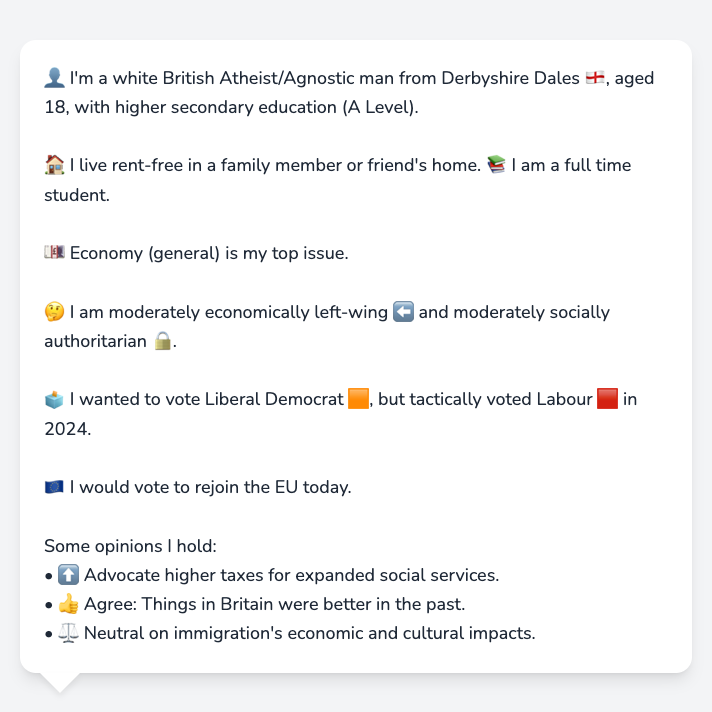 👤 I'm a white British Atheist/Agnostic man from Derbyshire Dales 🏴󠁧󠁢󠁥󠁮󠁧󠁿, aged
18, with higher secondary education (A Level).
🏠 I live rent-free in a family member or friend's home. 📚 I am a full time
student.
💷 Economy (general) is my top issue.
🤔 I am moderately economically left-wing ⬅️ and moderately socially
authoritarian 🔒.
🗳️ I wanted to vote Liberal Democrat 🟧, but tactically voted Labour 🟥 in
2024.
🇪🇺 I would vote to rejoin the EU today.
Some opinions I hold:
• ⬆️ Advocate higher taxes for expanded social services.
• 👍 Agree: Things in Britain were better in the past.
• ⚖️ Neutral on immigration's economic and cultural impacts.